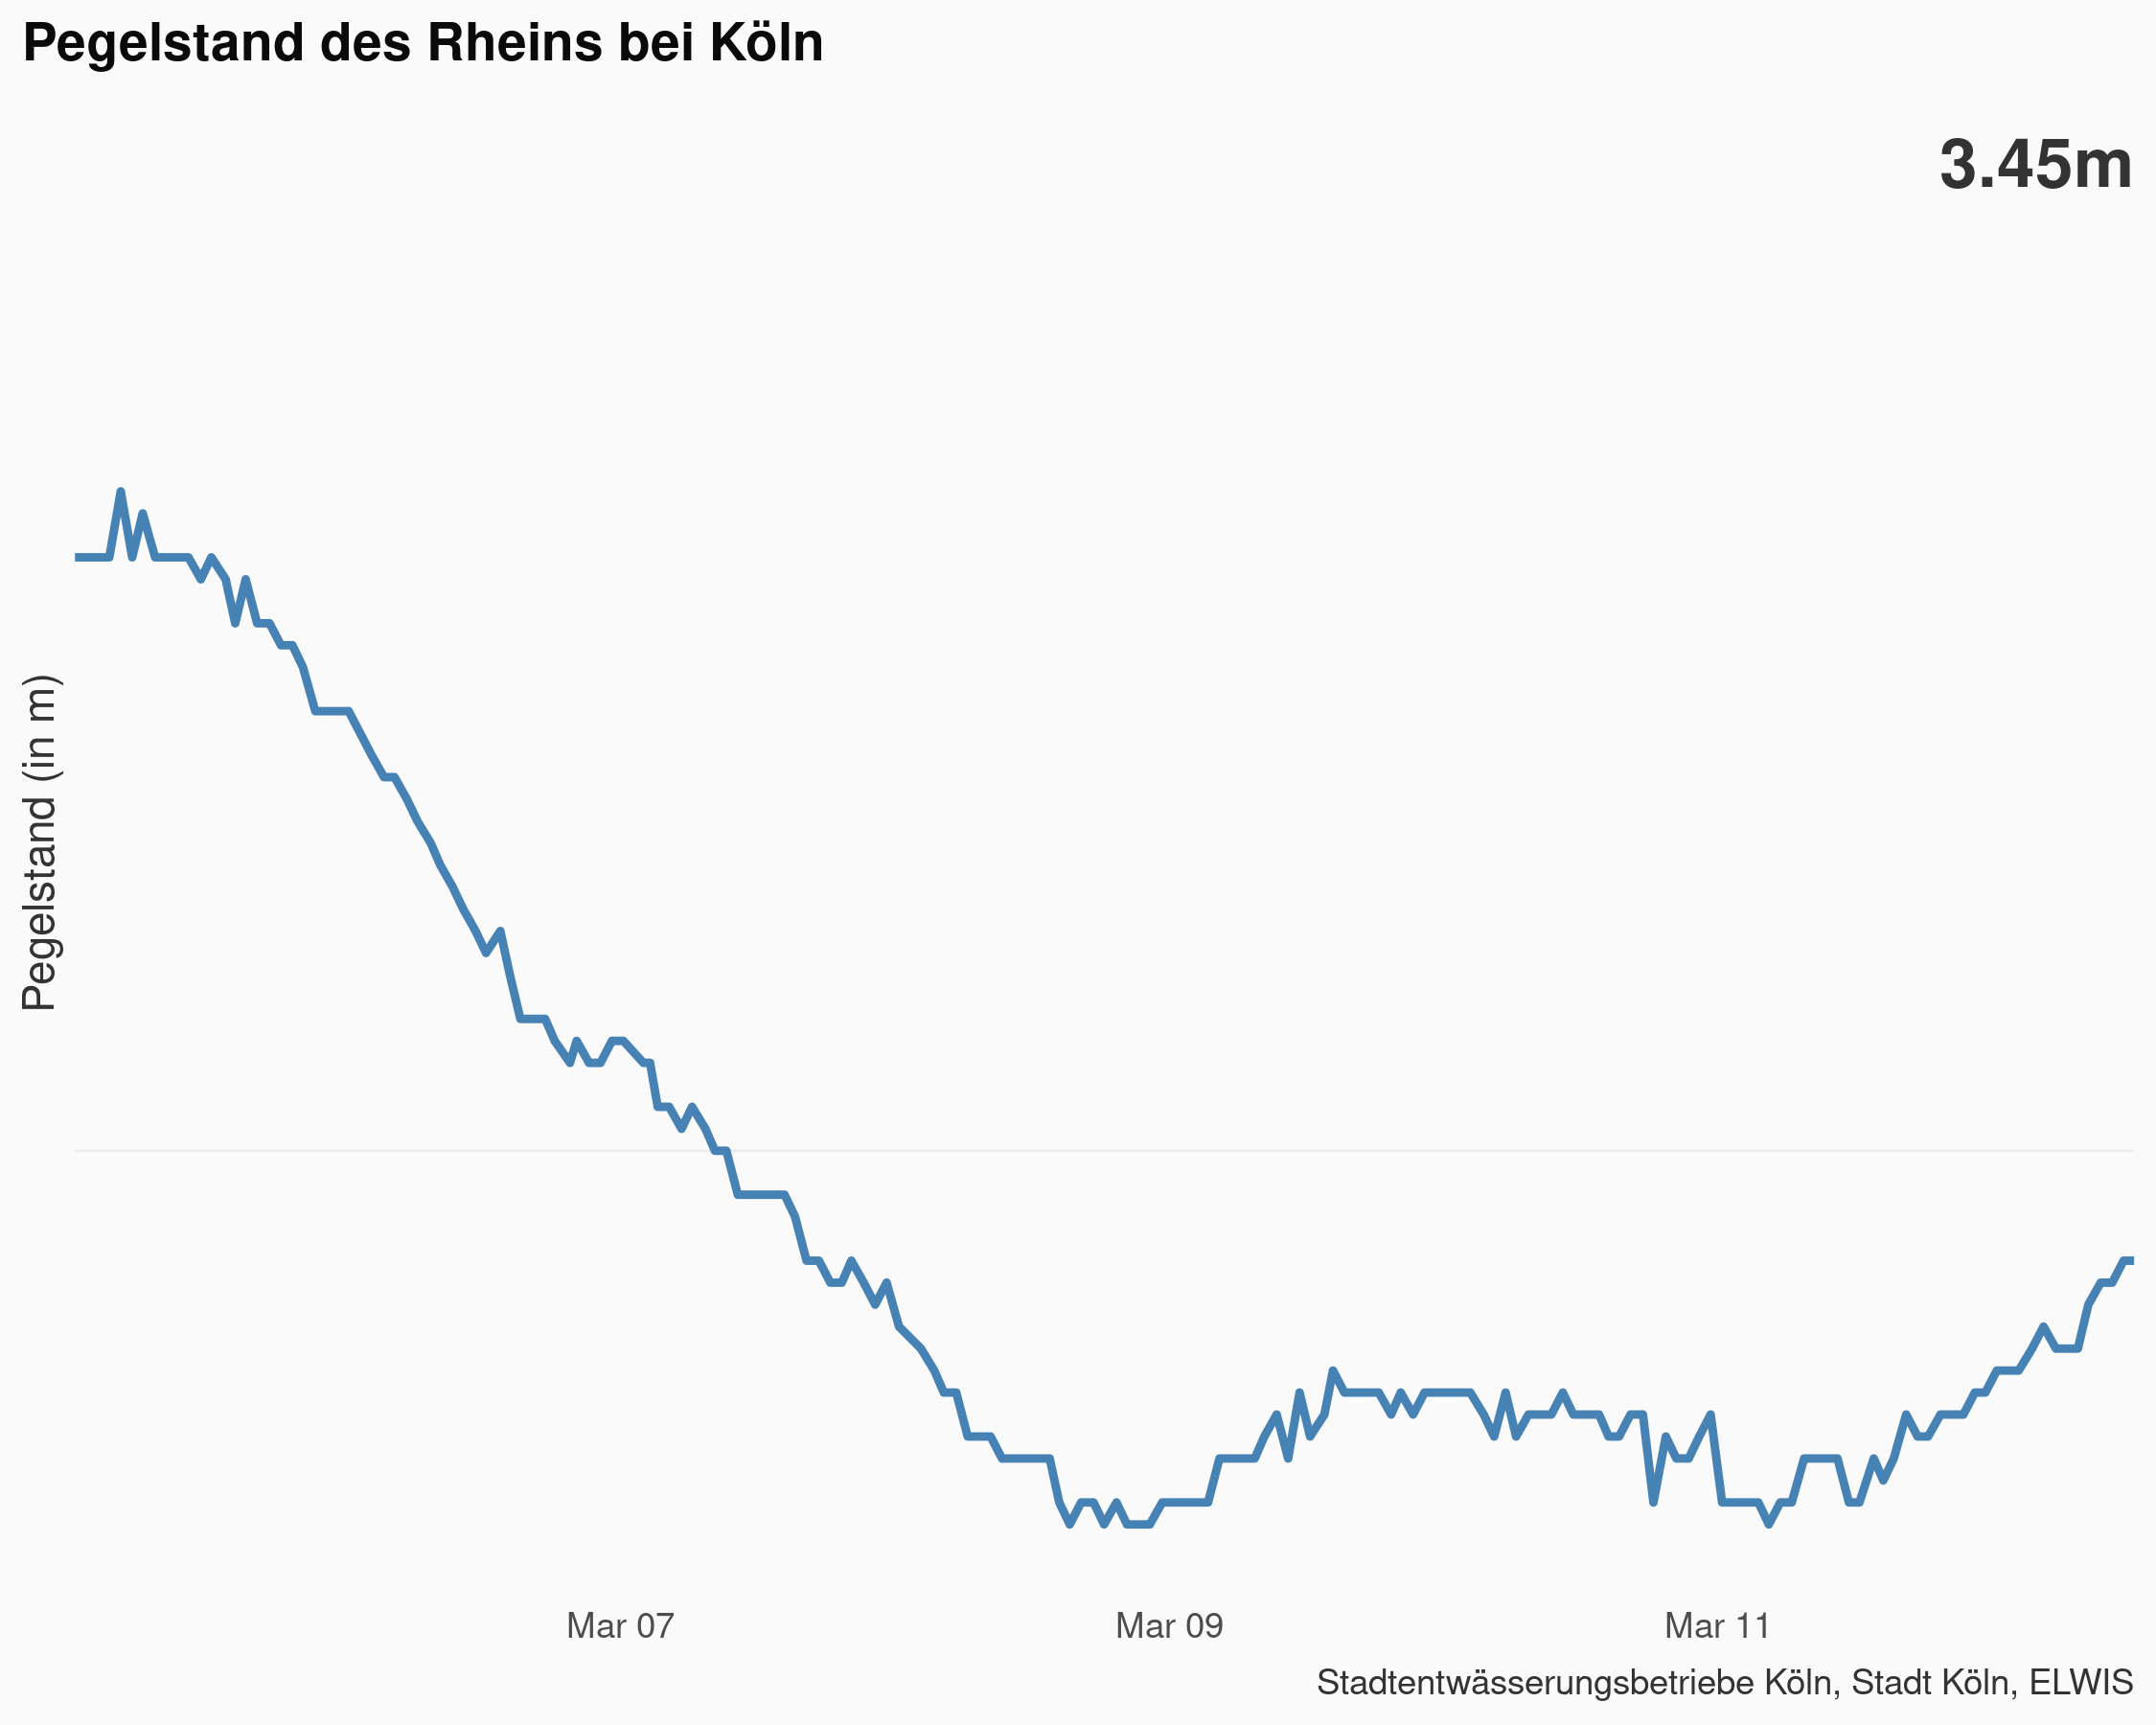 Pegelstand des Rheins bei Köln
3.45m
Pegelstand (in m)
Mar 07
Mar 09
Mar 11
Stadtentwässerungsbetriebe Köln, Stadt Köln, ELWIS